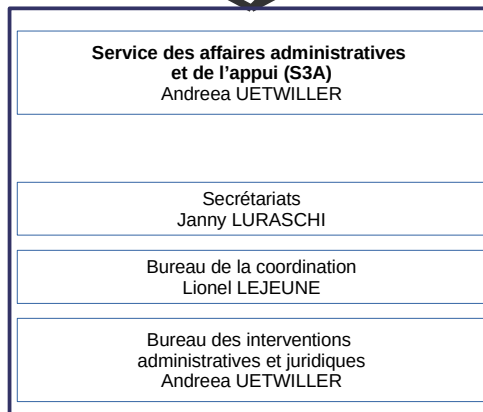 Service des affaires administratives
et de l'appui (S3A)
Andreea UETWILLER
Secrétariats
Janny LURASCHI
Bureau de la coordination
Lionel LEJEUNE
Bureau des interventions
administratives et juridiques
Andreea UETWILLER